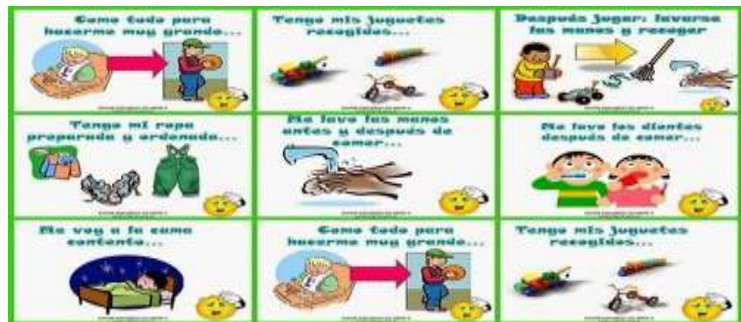 Como todo para
hacerme muy grande...
Tengo mis juguetes
recogidos...
Después jugar: lavarse
las manos y recoger
Tengo mi ropa
preparada y ordenada...
Me lavo las manos
antes y después de
comer...
Me lavo los dientes
después de comer...
Me voy a la cama
contento...
Como todo para
hacerme muy grande...
Tengo mis juguetes
recogidos...